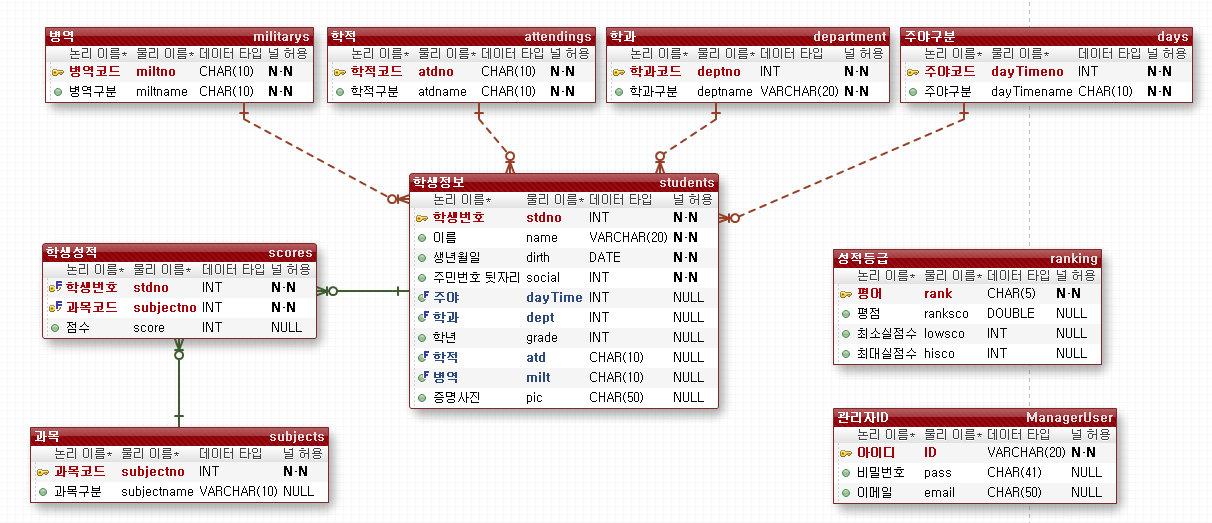 병역 militarys
논리 이름* 물리 이름* 데이터 타입 널 허용
병역코드 miltno CHAR(10) N·N
병역구분 miltname CHAR(10) N·N
학적 attendings
논리 이름* 물리 이름* 데이터 타입 널 허용
학적코드 atdno CHAR(10) N·N
학적구분 atdname CHAR(10) N·N
학과 department
논리 이름* 물리 이름* 데이터 타입 널 허용
학과코드 deptno INT N·N
학과구분 deptname VARCHAR(20) N·N
주야구분 days
논리 이름* 물리 이름* 데이터 타입 널 허용
주야코드 dayTimeno INT N·N
주야구분 dayTimename CHAR(10) N·N
학생정보 students
논리 이름* 물리 이름* 데이터 타입 널 허용
학생번호 stdno INT N·N
이름 name VARCHAR(20) N·N
생년월일 dirth DATE N·N
주민번호 뒷자리 social INT N·N
주야 dayTime INT NULL
학과 dept INT NULL
학년 grade INT NULL
학적 atd CHAR(10) NULL
병역 milt CHAR(10) NULL
증명사진 pic CHAR(50) NULL
학생성적 scores
논리 이름* 물리 이름* 데이터 타입 널 허용
학생번호 stdno INT N·N
과목코드 subjectno INT N·N
점수 score INT NULL
성적등급 ranking
논리 이름* 물리 이름* 데이터 타입 널 허용
평어 rank CHAR(5) N·N
평점 ranksco DOUBLE NULL
최소실점수 lowsco INT NULL
최대실점수 hisco INT NULL
과목 subjects
논리 이름* 물리 이름* 데이터 타입 널 허용
과목코드 subjectno INT N·N
과목구분 subjectname VARCHAR(10) NULL
관리자ID ManagerUser
논리 이름* 물리 이름* 데이터 타입 널 허용
아이디 ID VARCHAR(20) N·N
비밀번호 pass CHAR(41) NULL
이메일 email CHAR(50) NULL